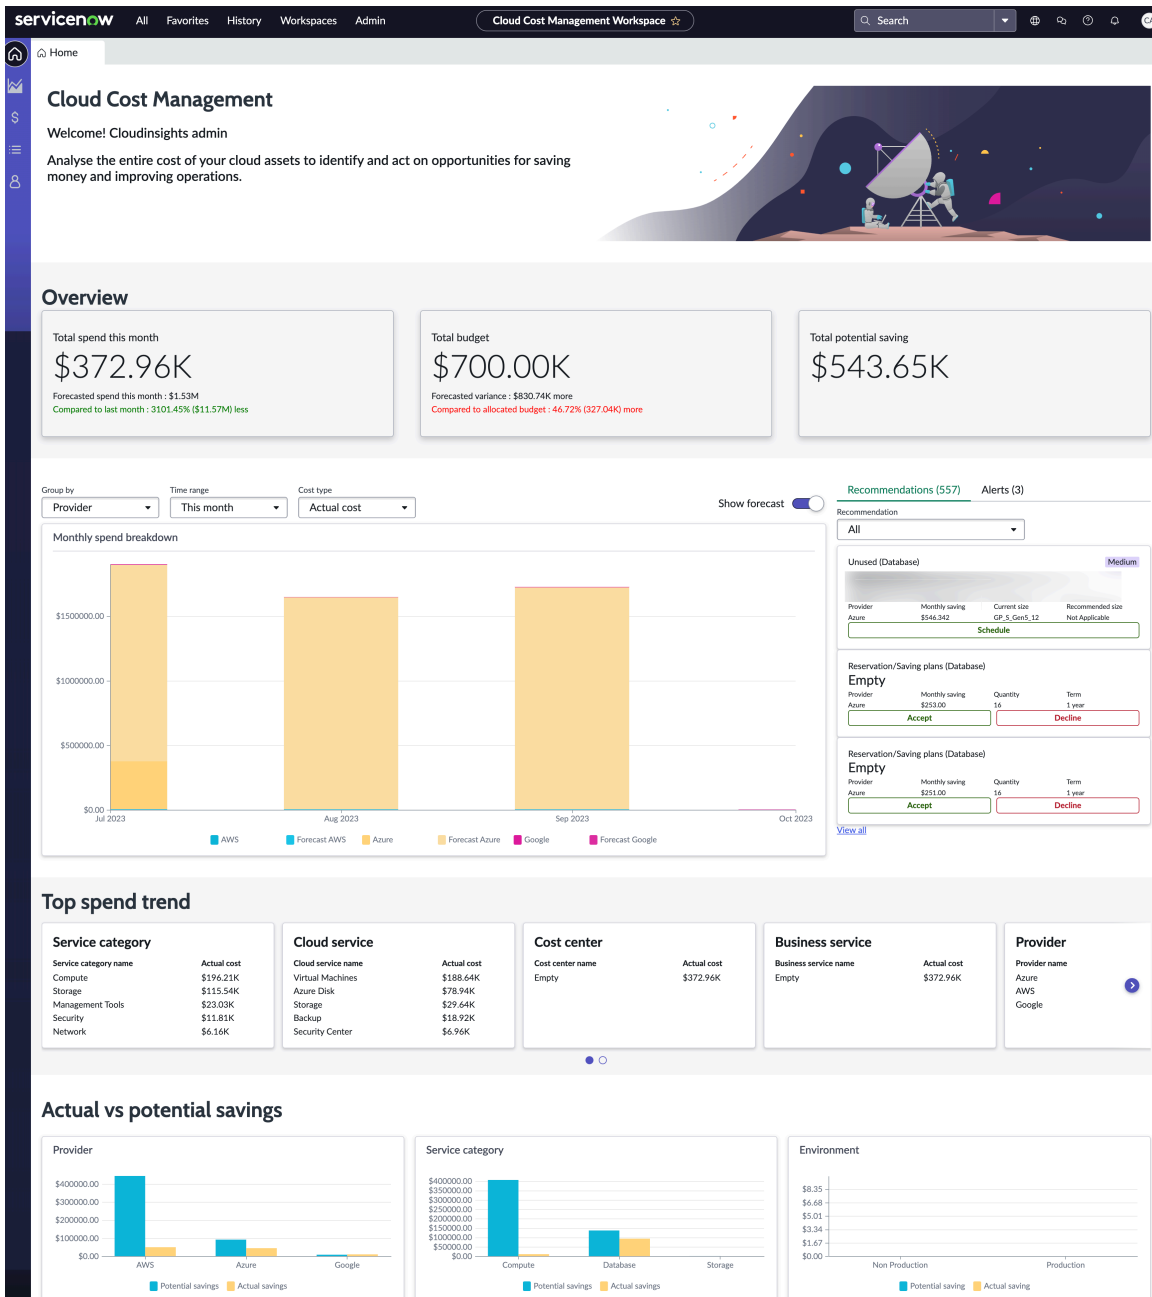 servicenow All Favorites History Workspaces Admin Cloud Cost Management Workspace Search
Home
Cloud Cost Management
Welcome! Cloudinsights admin
Analyse the entire cost of your cloud assets to identify and act on opportunities for saving
money and improving operations.
Overview
Total spend this month
$372.96K
Forecasted spend this month : $1.53M
Compared to last month : 3101.45% ($11.57M) less
Total budget
$700.00K
Forecasted variance : $830.74K more
Compared to allocated budget : 46.72% (327.04K) more
Total potential saving
$543.65K
Group by Time range Cost type
Provider This month Actual cost
Show forecast
Monthly spend breakdown
$1500000.00
$1000000.00
$500000.00
$0.00
Jul 2023 Aug 2023 Sep 2023 Oct 2023
AWS Forecast AWS Azure Forecast Azure Google Forecast Google
Recommendations (557) Alerts (3)
Recommendation
All
Unused (Database) Medium
Provider Monthly saving Current size Recommended size
Azure $546.342 GP_S_Gen5_12 Not Applicable
Schedule
Reservation/Saving plans (Database)
Empty
Provider Monthly saving Quantity Term
Azure $253.00 16 1 year
Accept Decline
Reservation/Saving plans (Database)
Empty
Provider Monthly saving Quantity Term
Azure $251.00 16 1 year
Accept Decline
View all
Top spend trend
Service category
Service category name Actual cost
Compute $196.21K
Storage $115.54K
Management Tools $23.03K
Security $11.81K
Network $6.16K
Cloud service
Cloud service name Actual cost
Virtual Machines $188.64K
Azure Disk $78.94K
Storage $29.64K
Backup $18.92K
Security Center $6.96K
Cost center
Cost center name Actual cost
Empty $372.96K
Business service
Business service name Actual cost
Empty $372.96K
Provider
Provider name
Azure
AWS
Google
Actual vs potential savings
Provider
$400000.00
$300000.00
$200000.00
$100000.00
$0.00
AWS Azure Google
Potential savings Actual savings
Service category
$400000.00
$350000.00
$300000.00
$250000.00
$200000.00
$150000.00
$100000.00
$50000.00
$0.00
Compute Database Storage
Potential savings Actual savings
Environment
$8.35
$6.68
$5.01
$3.34
$1.67
$0.00
Non Production Production
Potential saving Actual saving